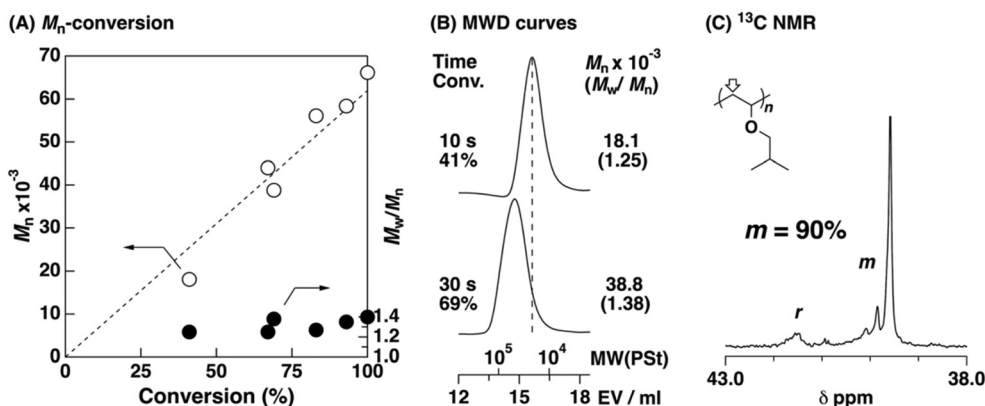 (A) Mn-conversion
70
60
50
40
30
20
10
0
Mn x10-3
0 25 50 75 100
Conversion (%)
1.4
1.2
1.0
Mw/Mn
(B) MWD curves
Time
Conv.
Mn x 10-3
(Mw/ Mn)
10 s
41%
18.1
(1.25)
30 s
69%
38.8
(1.38)
105 104 MW(PSt)
12 15 18 EV / ml
(C) 13C NMR
n
O
m = 90%
m
r
43.0 38.0
δ ppm